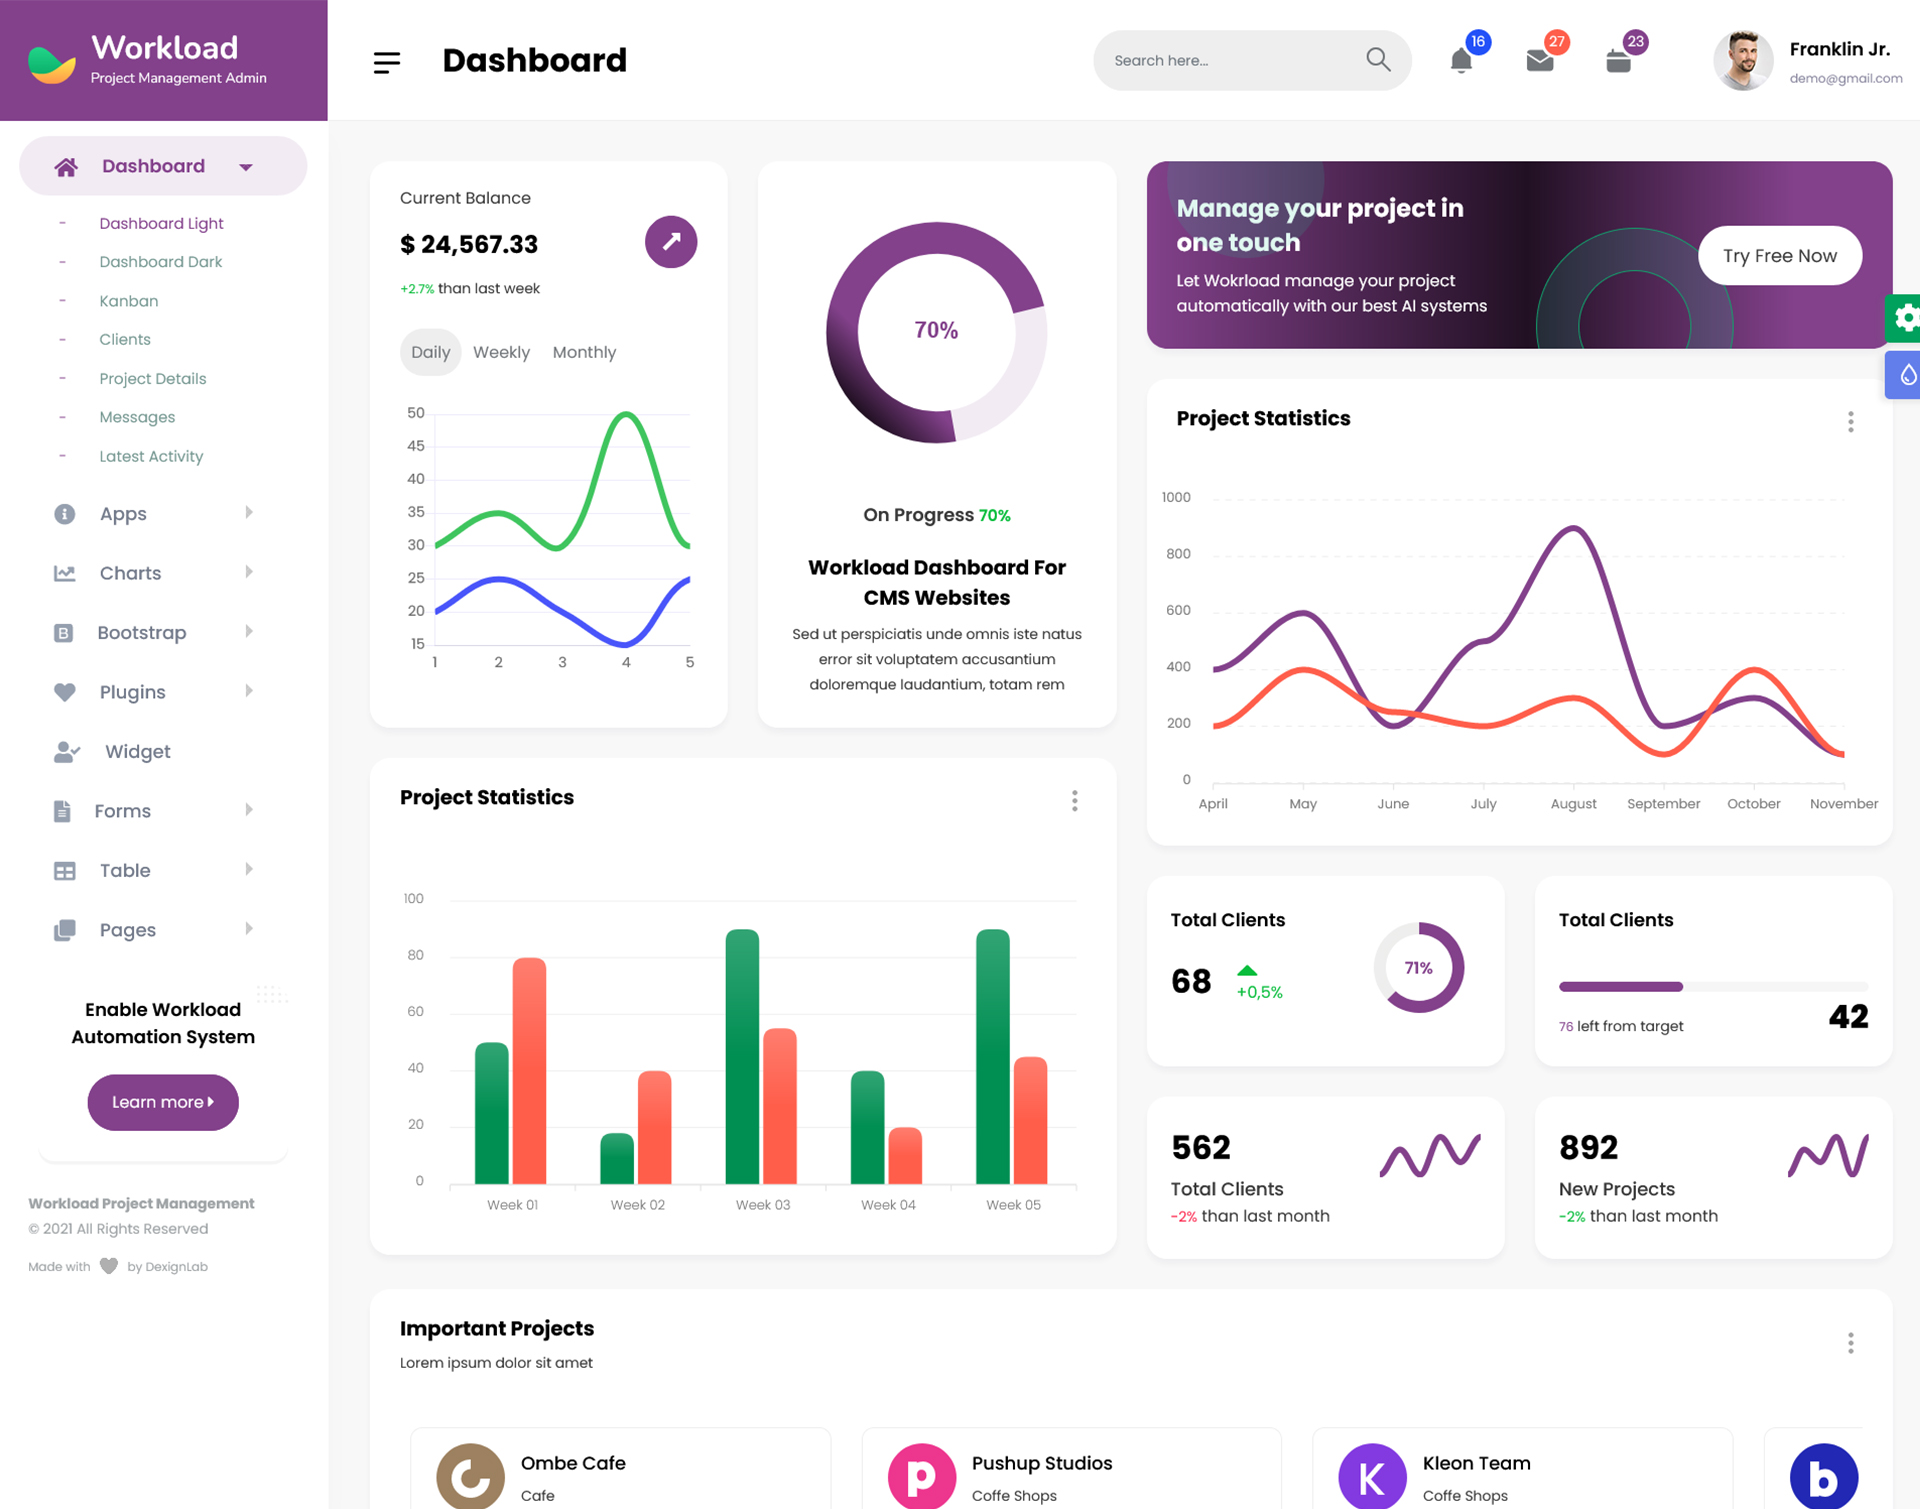 Workload
Project Management Admin
Dashboard
Search here...
16
27
23
Franklin Jr.
demo@gmail.com
Dashboard
- Dashboard Light
- Dashboard Dark
- Kanban
- Clients
- Project Details
- Messages
- Latest Activity
Apps
Charts
B Bootstrap
Plugins
Widget
Forms
Table
Pages
Enable Workload
Automation System
Learn more
Workload Project Management
© 2021 All Rights Reserved
Made with by DexignLab
Current Balance
$ 24,567.33
+2.7% than last week
Daily Weekly Monthly
50
45
40
35
30
25
20
15
1 2 3 4 5
70%
On Progress 70%
Workload Dashboard For
CMS Websites
Sed ut perspiciatis unde omnis iste natus
error sit voluptatem accusantium
doloremque laudantium, totam rem
Manage your project in
one touch
Let Wokrload manage your project
automatically with our best AI systems
Try Free Now
Project Statistics
1000
800
600
400
200
0
April May June July August September October November
Project Statistics
100
80
60
40
20
0
Week 01 Week 02 Week 03 Week 04 Week 05
Total Clients
68
+0,5%
71%
Total Clients
76 left from target
42
562
Total Clients
-2% than last month
892
New Projects
-2% than last month
Important Projects
Lorem ipsum dolor sit amet
Ombe Cafe
Cafe
p
Pushup Studios
Coffe Shops
K
Kleon Team
Coffe Shops
b